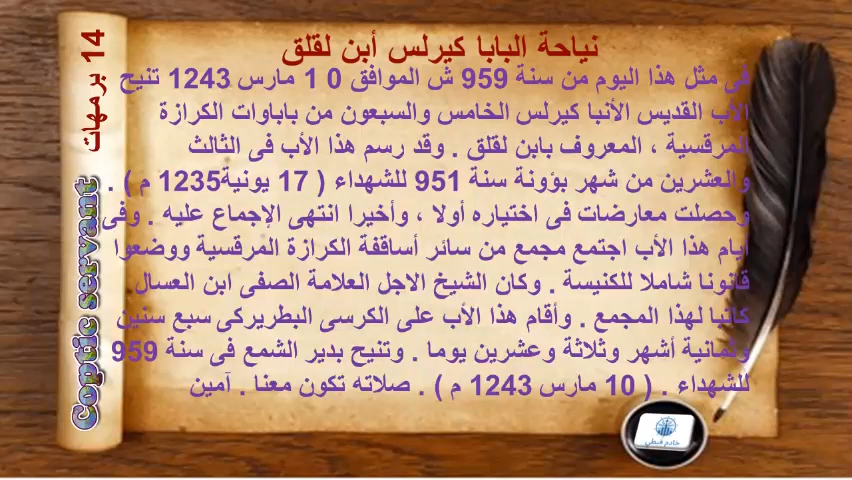 نياحة البابا كيرلس أبن لقلق
فى مثل هذا اليوم من سنة 959 ش الموافق 0 1 مارس 1243 تنيح
الأب القديس الأنبا كيرلس الخامس والسبعون من باباوات الكرازة
المرقسية ، المعروف بابن لقلق . وقد رسم هذا الأب فى الثالث
والعشرين من شهر بؤونة سنة 951 للشهداء ( 17 يونية1235 م ) .
وحصلت معارضات فى اختياره أولا ، وأخيرا انتهى الإجماع عليه . وفى
أيام هذا الأب اجتمع مجمع من سائر أساقفة الكرازة المرقسية ووضعوا
قانونا شاملا للكنيسة . وكان الشيخ الاجل العلامة الصفى ابن العسال
كاتبا لهذا المجمع . وأقام هذا الأب على الكرسى البطريركى سبع سنين
وثمانية أشهر وثلاثة وعشرين يوما . وتنيح بدير الشمع فى سنة 959
للشهداء . ( 10 مارس 1243 م ) . صلاته تكون معنا . آمين
14 برمهات
Coptic servant
خادم قبطي